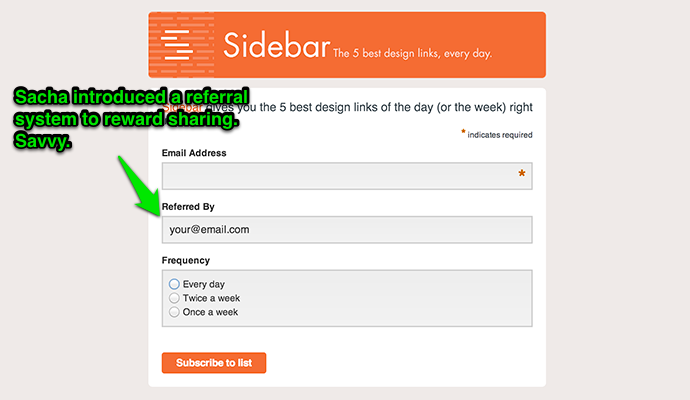 Sidebar The 5 best design links, every day.
Sacha introduced a referral
system to reward sharing.
Savvy.
Sidebar gives you the 5 best design links of the day (or the week) right
* indicates required
Email Address
*
Referred By
your@email.com
Frequency
Every day
Twice a week
Once a week
Subscribe to list